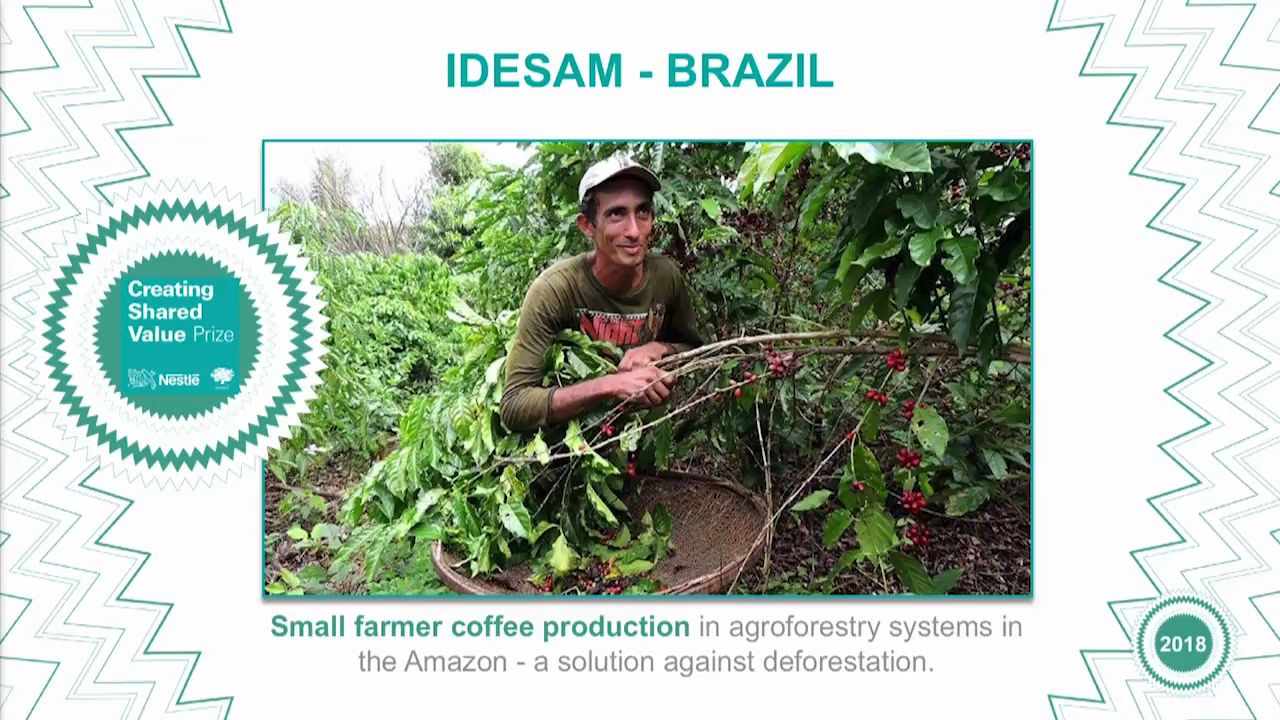 IDESAM - BRAZIL
Creating
Shared
Value Prize
Nestlé
Small farmer coffee production in agroforestry systems in
the Amazon - a solution against deforestation.
2018